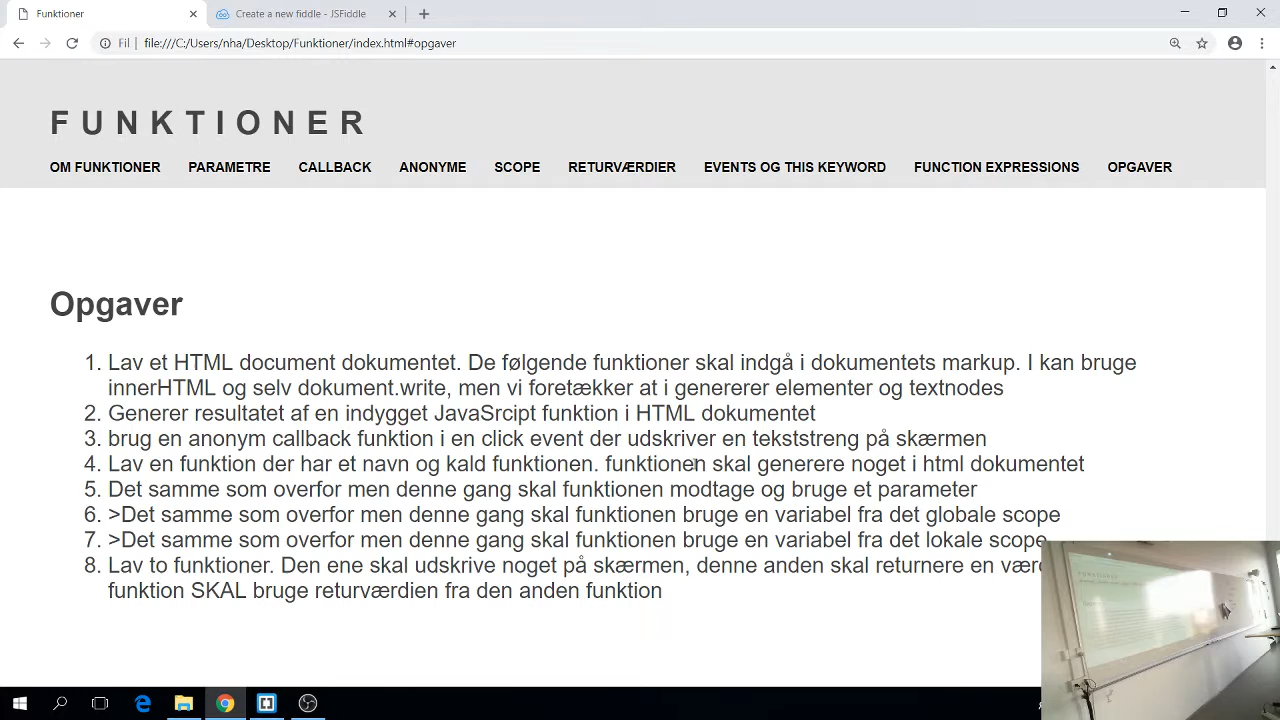 Funktioner
Create a new fiddle - JSFiddle
Fil | file:///C:/Users/nha/Desktop/Funktioner/index.html#opgaver
FUNKTIONER
OM FUNKTIONER PARAMETRE CALLBACK ANONYME SCOPE RETURVÆRDIER EVENTS OG THIS KEYWORD FUNCTION EXPRESSIONS OPGAVER
Opgaver
1. Lav et HTML document dokumentet. De følgende funktioner skal indgå i dokumentets markup. I kan bruge
innerHTML og selv dokument.write, men vi foretækker at i genererer elementer og textnodes
2. Generer resultatet af en indygget JavaSrcipt funktion i HTML dokumentet
3. brug en anonym callback funktion i en click event der udskriver en tekststreng på skærmen
4. Lav en funktion der har et navn og kald funktionen. funktionen skal generere noget i html dokumentet
5. Det samme som overfor men denne gang skal funktionen modtage og bruge et parameter
6. >Det samme som overfor men denne gang skal funktionen bruge en variabel fra det globale scope
7. >Det samme som overfor men denne gang skal funktionen bruge en variabel fra det lokale scope
8. Lav to funktioner. Den ene skal udskrive noget på skærmen, denne anden skal returnere en
funktion SKAL bruge returværdien fra den anden funktion